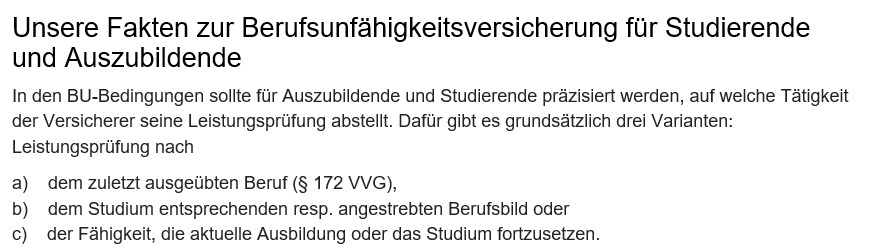 Unsere Fakten zur Berufsunfähigkeitsversicherung für Studierende
und Auszubildende
In den BU-Bedingungen sollte für Auszubildende und Studierende präzisiert werden, auf welche Tätigkeit
der Versicherer seine Leistungsprüfung abstellt. Dafür gibt es grundsätzlich drei Varianten:
Leistungsprüfung nach
a) dem zuletzt ausgeübten Beruf (§ 172 VVG),
b) dem Studium entsprechenden resp. angestrebten Berufsbild oder
c) der Fähigkeit, die aktuelle Ausbildung oder das Studium fortzusetzen.